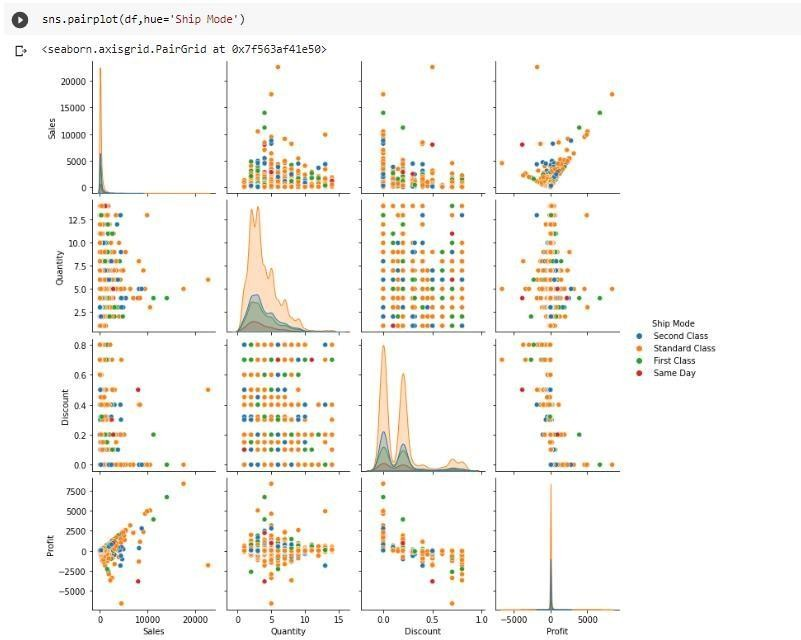 sns.pairplot(df,hue='Ship Mode')
<seaborn.axisgrid.PairGrid at 0x7f563af41e50>
20000
15000
10000
5000
0
Sales
12.5
10.0
7.5
5.0
2.5
Quantity
0.8
0.6
0.4
0.2
0.0
Discount
7500
5000
2500
0
−2500
−5000
Profit
0 10000 20000
Sales
0 5 10 15
Quantity
0.0 0.5 1.0
Discount
−5000 0 5000
Profit
Ship Mode
Second Class
Standard Class
First Class
Same Day